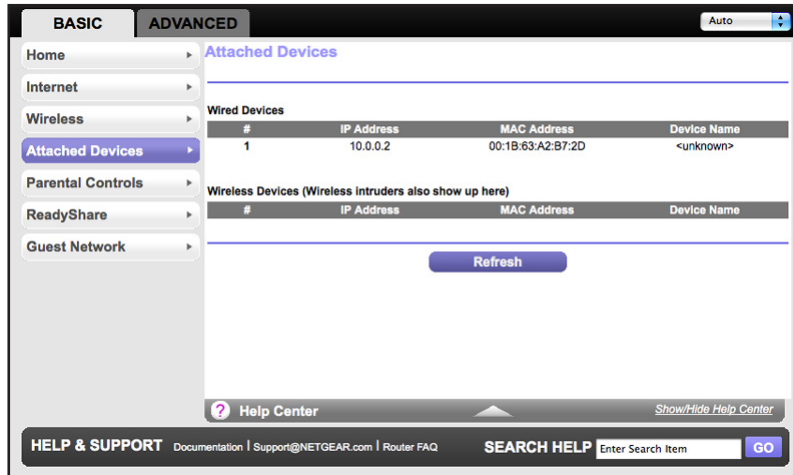 BASIC
ADVANCED
Auto
Home
Internet
Wireless
Attached Devices
Parental Controls
ReadyShare
Guest Network
Attached Devices
Wired Devices
# IP Address MAC Address Device Name
1 10.0.0.2 00:1B:63:A2:B7:2D <unknown>
Wireless Devices (Wireless intruders also show up here)
# IP Address MAC Address Device Name
Refresh
? Help Center
Show/Hide Help Center
HELP & SUPPORT Documentation | Support@NETGEAR.com | Router FAQ
SEARCH HELP Enter Search Item GO